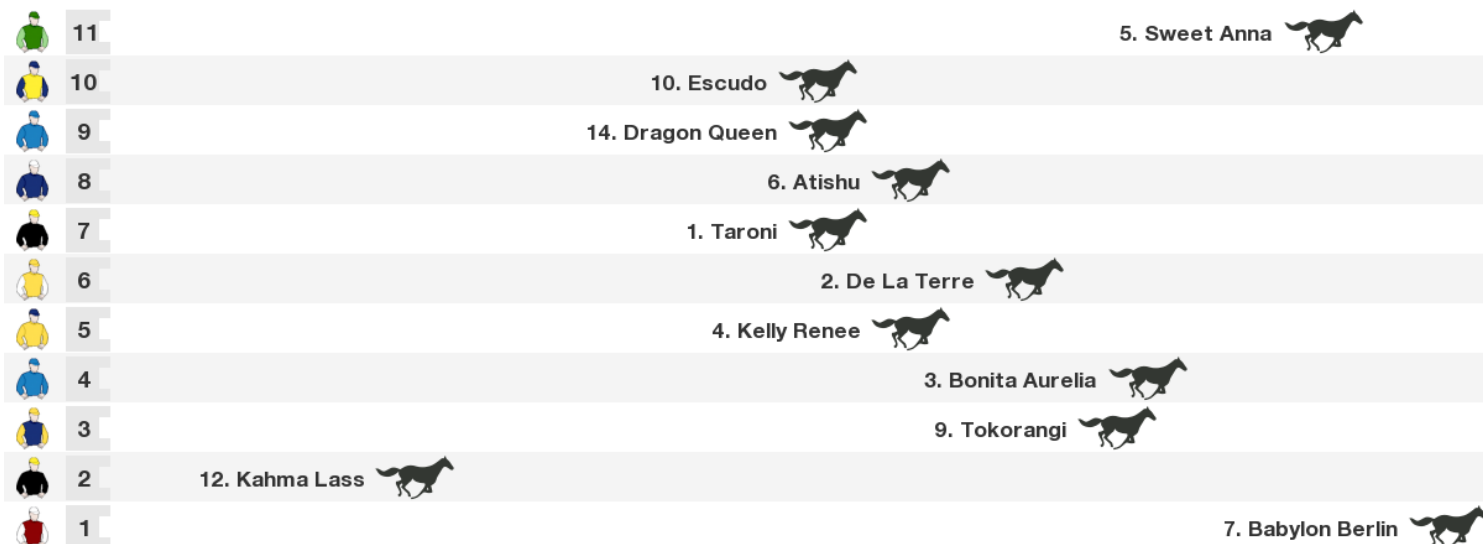 11 5. Sweet Anna
10 10. Escudo
9 14. Dragon Queen
8 6. Atishu
7 1. Taroni
6 2. De La Terre
5 4. Kelly Renee
4 3. Bonita Aurelia
3 9. Tokorangi
2 12. Kahma Lass
1 7. Babylon Berlin